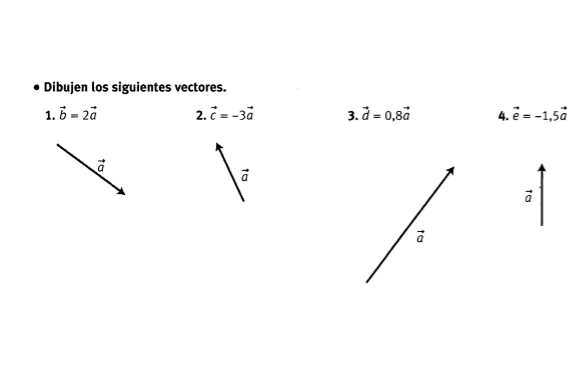 • Dibujen los siguientes vectores.
1. b⃗ = 2a⃗ 2. c⃗ = –3a⃗ 3. d⃗ = 0,8a⃗ 4. e⃗ = –1,5a⃗
a⃗ a⃗ a⃗ a⃗